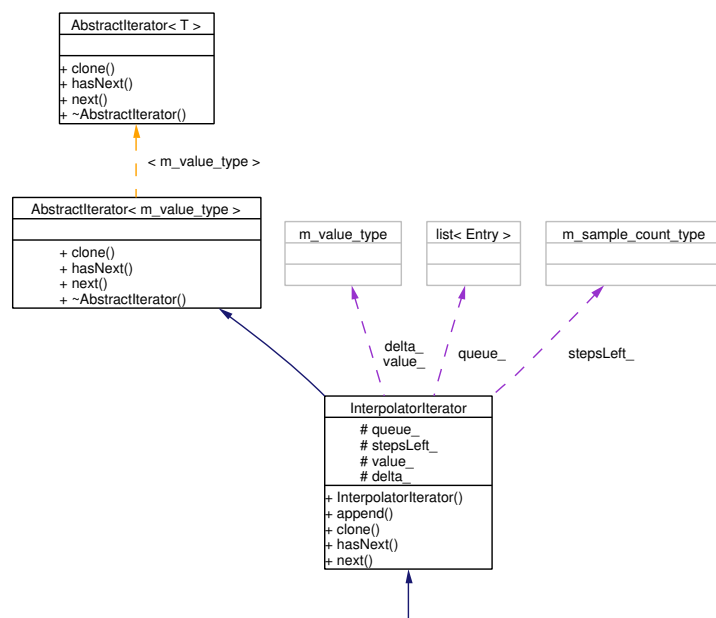 AbstractIterator< T >
+ clone()
+ hasNext()
+ next()
+ ~AbstractIterator()
< m_value_type >
AbstractIterator< m_value_type >
+ clone()
+ hasNext()
+ next()
+ ~AbstractIterator()
m_value_type
list< Entry >
m_sample_count_type
delta_
value_
queue_
stepsLeft_
InterpolatorIterator
# queue_
# stepsLeft_
# value_
# delta_
+ InterpolatorIterator()
+ append()
+ clone()
+ hasNext()
+ next()